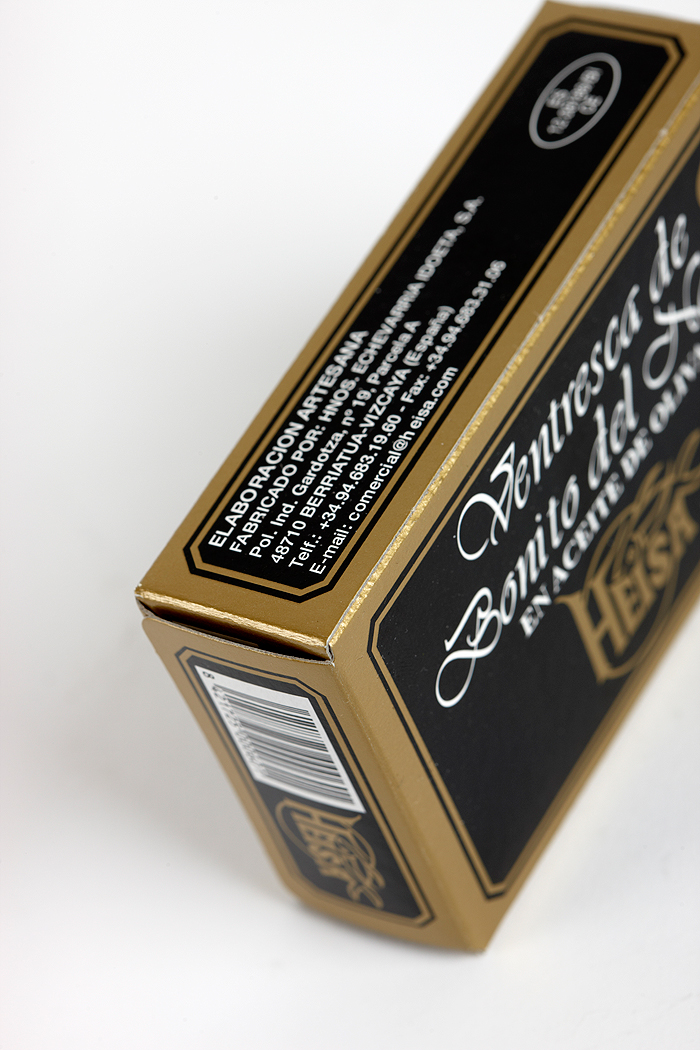 ELABORACION ARTESANA
FABRICADO POR: HNOS. ECHEVARRIA IDOETA, S.A.
Pol. Ind. Gardotza, nº 19, Parcela A
48710 BERRIATUA-VIZCAYA (España)
Telf.: +34.94.683.19.60 - Fax: +34.94.683.31.06
E-mail: comercial@heisa.com
Ventresca de
Bonito del
EN ACEITE DE OLIVA
HEISA
HEISA